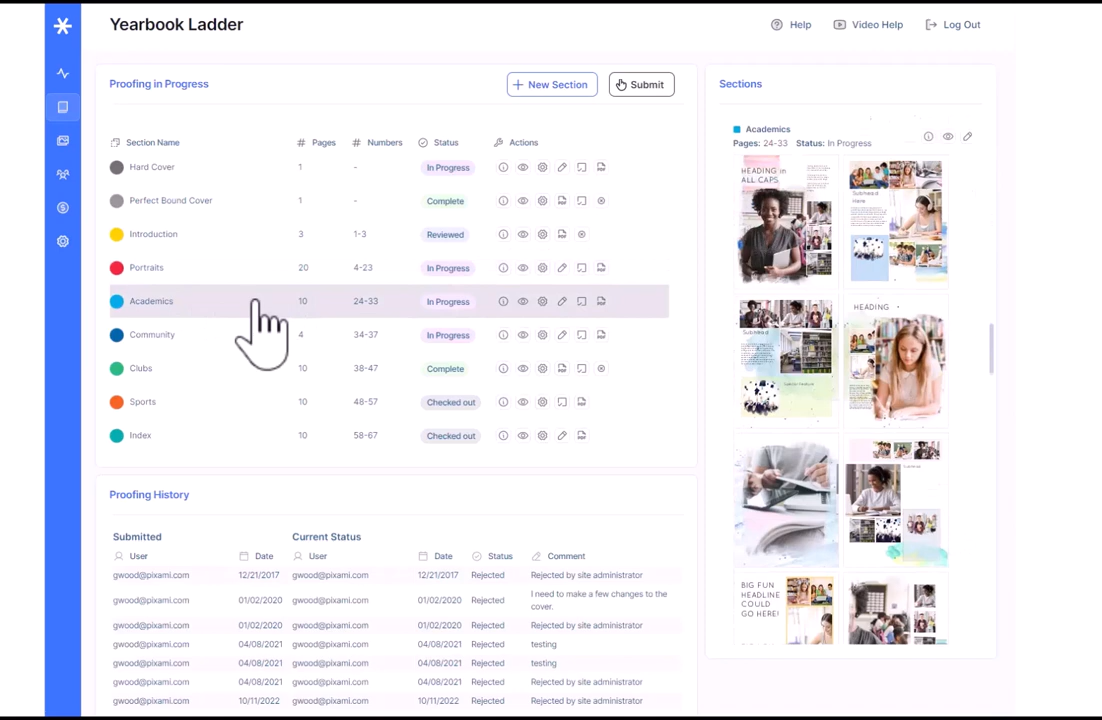 Yearbook Ladder
Help
Video Help
Log Out
Proofing in Progress
New Section
Submit
Section Name # Pages # Numbers Status Actions
Hard Cover 1 - In Progress
Perfect Bound Cover 1 - Complete
Introduction 3 1-3 Reviewed
Portraits 20 4-23 In Progress
Academics 10 24-33 In Progress
Community 4 34-37 In Progress
Clubs 10 38-47 Complete
Sports 10 48-57 Checked out
Index 10 58-67 Checked out
Proofing History
Submitted Current Status
User Date User Date Status Comment
gwood@pixami.com 12/21/2017 gwood@pixami.com 12/21/2017 Rejected Rejected by site administrator
gwood@pixami.com 01/02/2020 gwood@pixami.com 01/02/2020 Rejected I need to make a few changes to the
cover.
gwood@pixami.com 01/02/2020 gwood@pixami.com 01/02/2020 Rejected Rejected by site administrator
gwood@pixami.com 04/08/2021 gwood@pixami.com 04/08/2021 Rejected testing
gwood@pixami.com 04/08/2021 gwood@pixami.com 04/08/2021 Rejected testing
gwood@pixami.com 04/08/2021 gwood@pixami.com 04/08/2021 Rejected Rejected by site administrator
gwood@pixami.com 10/11/2022 gwood@pixami.com 10/11/2022 Rejected Rejected by site administrator
Sections
Academics
Pages: 24-33 Status: In Progress
HEADING in
ALL CAPS
HEADING
BIG FUN
HEADLINE
COULD
GO HERE!